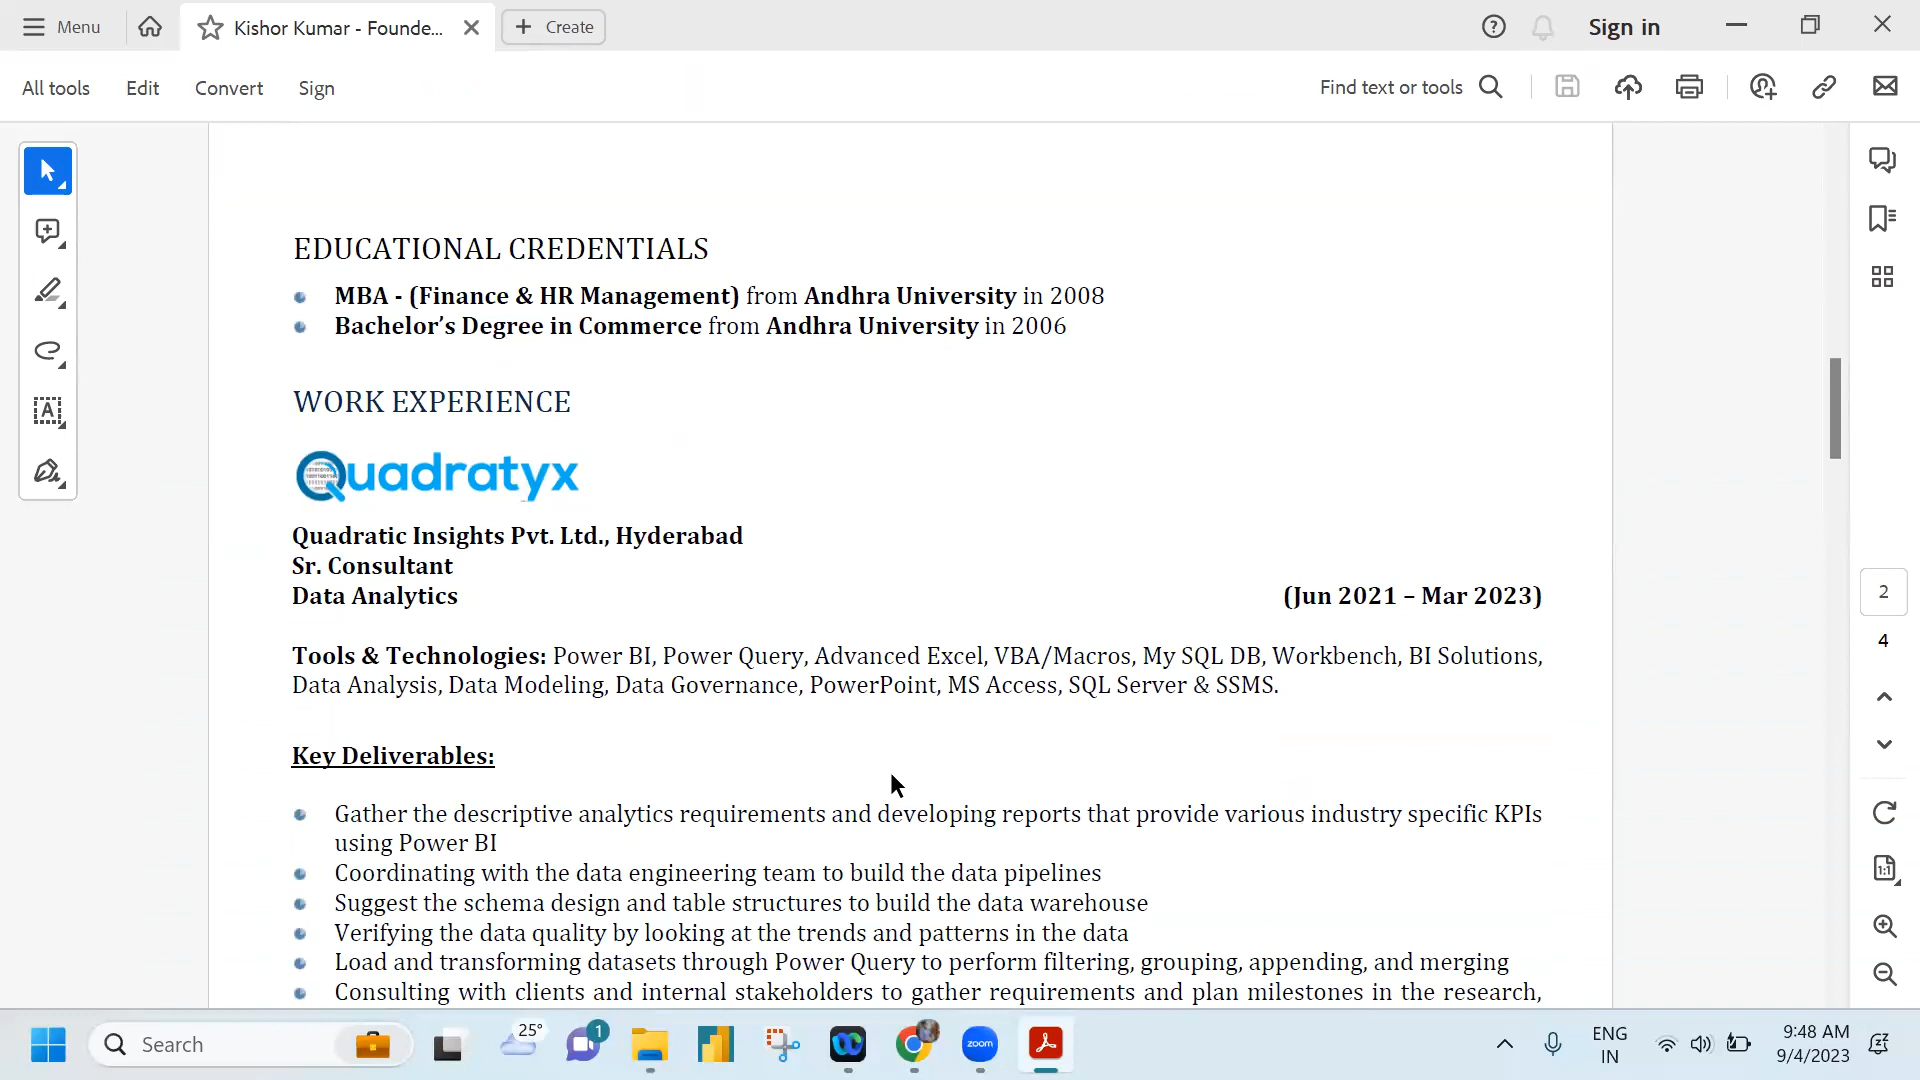 Menu
Kishor Kumar - Founde...
Create
Sign in
All tools
Edit
Convert
Sign
Find text or tools
EDUCATIONAL CREDENTIALS
MBA - (Finance & HR Management) from Andhra University in 2008
Bachelor’s Degree in Commerce from Andhra University in 2006
WORK EXPERIENCE
Quadratyx
Quadratic Insights Pvt. Ltd., Hyderabad
Sr. Consultant
Data Analytics (Jun 2021 – Mar 2023)
Tools & Technologies: Power BI, Power Query, Advanced Excel, VBA/Macros, My SQL DB, Workbench, BI Solutions,
Data Analysis, Data Modeling, Data Governance, PowerPoint, MS Access, SQL Server & SSMS.
Key Deliverables:
Gather the descriptive analytics requirements and developing reports that provide various industry specific KPIs
using Power BI
Coordinating with the data engineering team to build the data pipelines
Suggest the schema design and table structures to build the data warehouse
Verifying the data quality by looking at the trends and patterns in the data
Load and transforming datasets through Power Query to perform filtering, grouping, appending, and merging
Consulting with clients and internal stakeholders to gather requirements and plan milestones in the research,
2
4
1:1
Search
25°
1
zoom
ENG
IN
9:48 AM
9/4/2023